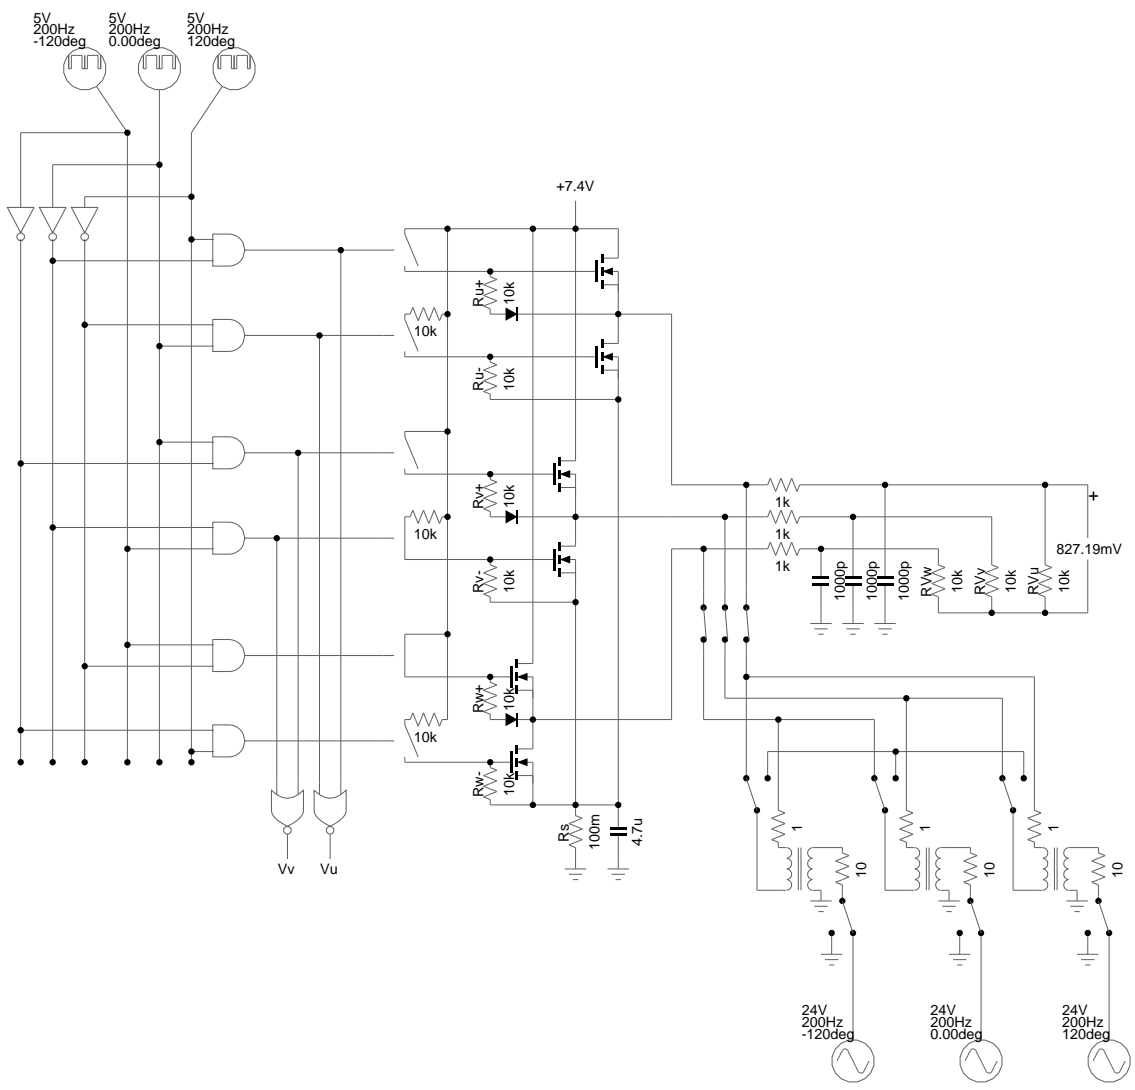 5V
200Hz
-120deg
5V
200Hz
0.00deg
5V
200Hz
120deg
+7.4V
Ru+
10k
10k
Ru-
10k
Rv+
10k
10k
Rv-
10k
Rw+
10k
10k
Rw-
10k
1k
1k
1k
+
827.19mV
1000p
1000p
1000p
RVw
10k
RVv
10k
RVu
10k
Rs
100m
4.7u
Vv
Vu
1
1
1
10
10
10
24V
200Hz
-120deg
24V
200Hz
0.00deg
24V
200Hz
120deg